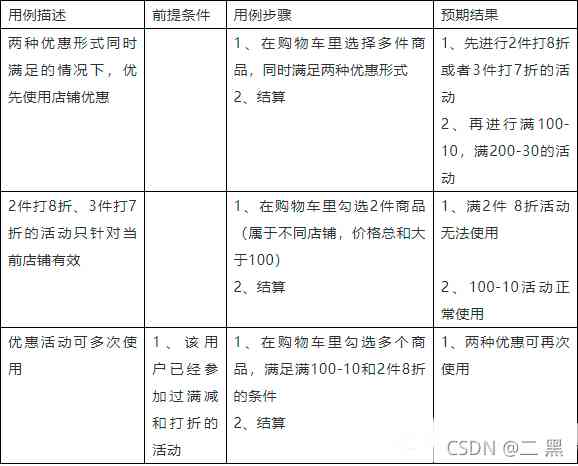 用例描述
前提条件
用例步骤
预期结果
两种优惠形式同时
满足的情况下，优
先使用店铺优惠
1、在购物车里选择多件商
品，同时满足两种优惠形式
2、结算
1、先进行2件打8折
或者3件打7折的活
动
2、再进行满100-
10，满200-30的活
动
2件打8折、3件打7
折的活动只针对当
前店铺有效
1、在购物车里勾选2件商品
（属于不同店铺，价格总和大
于100）
2、结算
1、满2件 8折活动
无法使用
2、100-10活动正
常使用
优惠活动可多次使
用
1、该用
户已经参
加过满减
和打折的
活动
1、在购物车里勾选多个商
品，满足满100-10和2件8折
的条件
2、结算
1、两种优惠可再次
使用
CSDN @二 黑